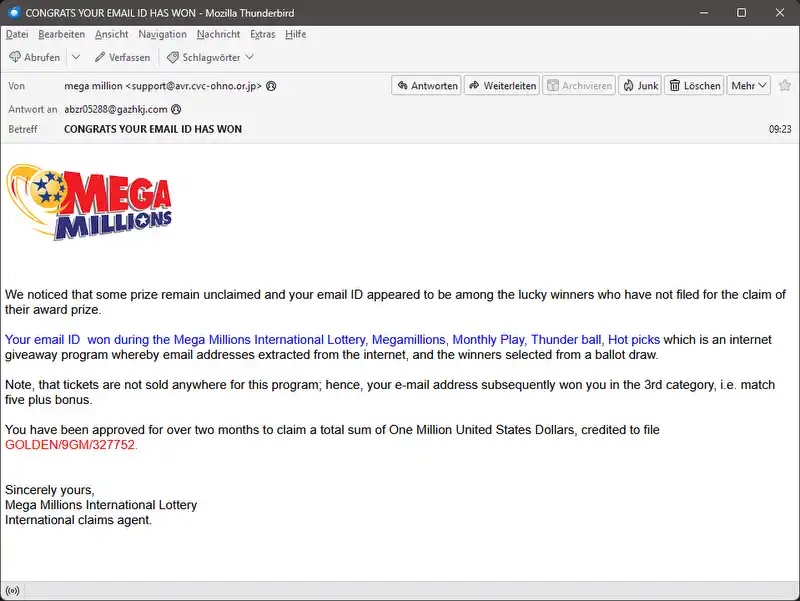 CONGRATS YOUR EMAIL ID HAS WON - Mozilla Thunderbird
Datei Bearbeiten Ansicht Navigation Nachricht Extras Hilfe
Abrufen Verfassen Schlagwörter
Von mega million <support@avr.cvc-ohno.or.jp> Antworten Weiterleiten Archivieren Junk Löschen Mehr
Antwort an abzr05288@gazhkj.com
Betreff CONGRATS YOUR EMAIL ID HAS WON 09:23
MEGA
MILLIONS
We noticed that some prize remain unclaimed and your email ID appeared to be among the lucky winners who have not filed for the claim of
their award prize.
Your email ID  won during the Mega Millions International Lottery, Megamillions, Monthly Play, Thunder ball, Hot picks which is an internet
giveaway program whereby email addresses extracted from the internet, and the winners selected from a ballot draw.
Note, that tickets are not sold anywhere for this program; hence, your e-mail address subsequently won you in the 3rd category, i.e. match
five plus bonus.
You have been approved for over two months to claim a total sum of One Million United States Dollars, credited to file
GOLDEN/9GM/327752.
Sincerely yours,
Mega Millions International Lottery
International claims agent.